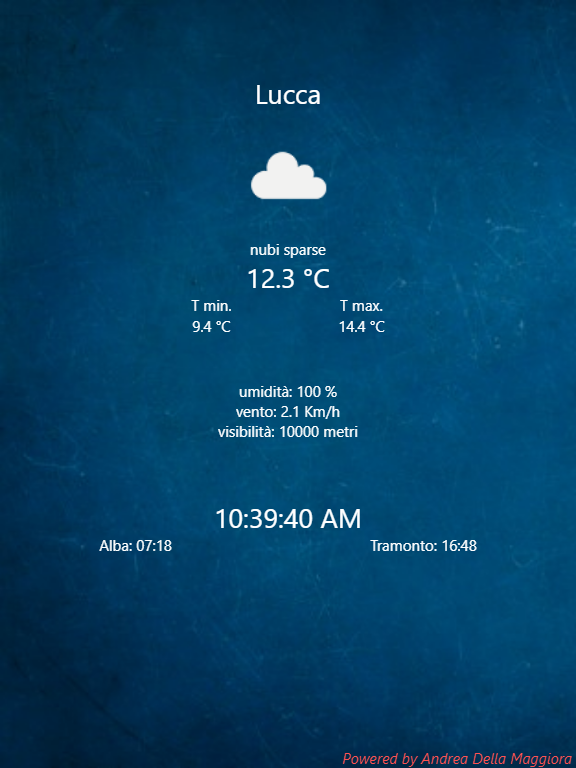 Lucca
nubi sparse
12.3 °C
T min. T max.
9.4 °C 14.4 °C
umidità: 100 %
vento: 2.1 Km/h
visibilità: 10000 metri
10:39:40 AM
Alba: 07:18 Tramonto: 16:48
Powered by Andrea Della Maggiora